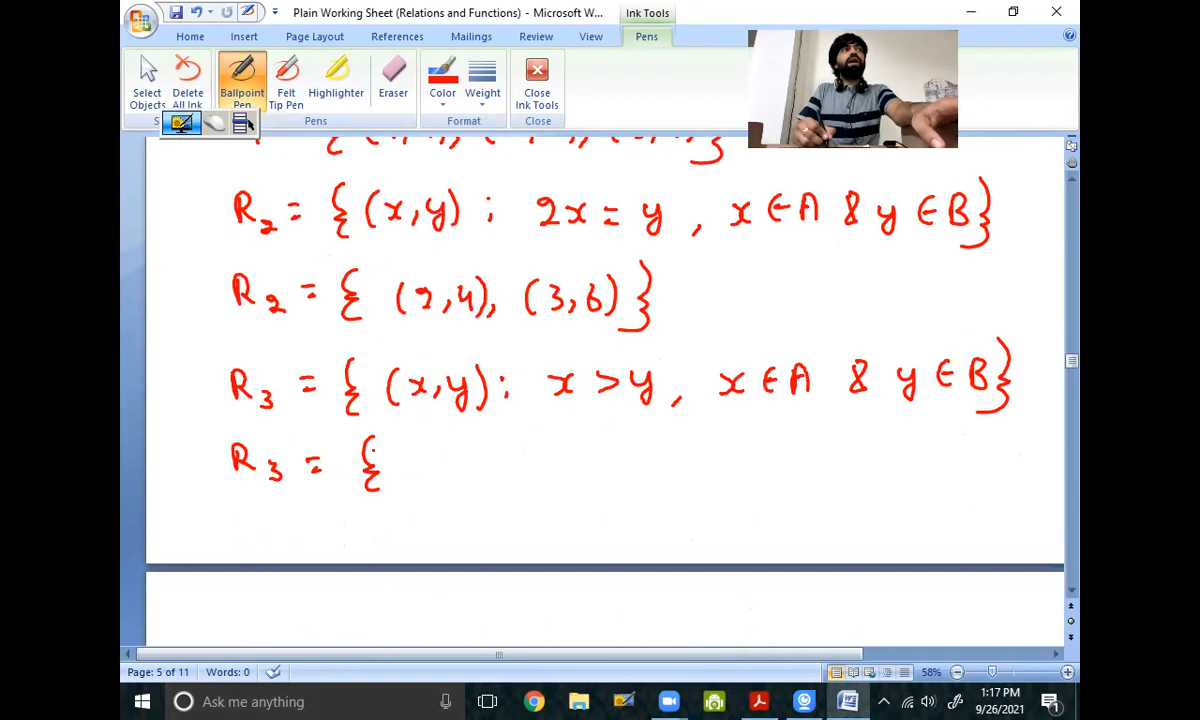 Plain Working Sheet (Relations and Functions) - Microsoft W...
Ink Tools
Home Insert Page Layout References Mailings Review View Pens
Select Objects
Delete All Ink
Ballpoint Pen
Felt Tip Pen
Highlighter
Eraser
Color
Weight
Close Ink Tools
Pens
Format
Close
R₂ = {(x,y) ; 2x = y , x ∈ A & y ∈ B}
R₂ = { (2,4), (3,6) }
R₃ = { (x,y) ; x > y , x ∈ A & y ∈ B}
R₃ = {
Page: 5 of 11 Words: 0
58%
Ask me anything
1:17 PM
9/26/2021